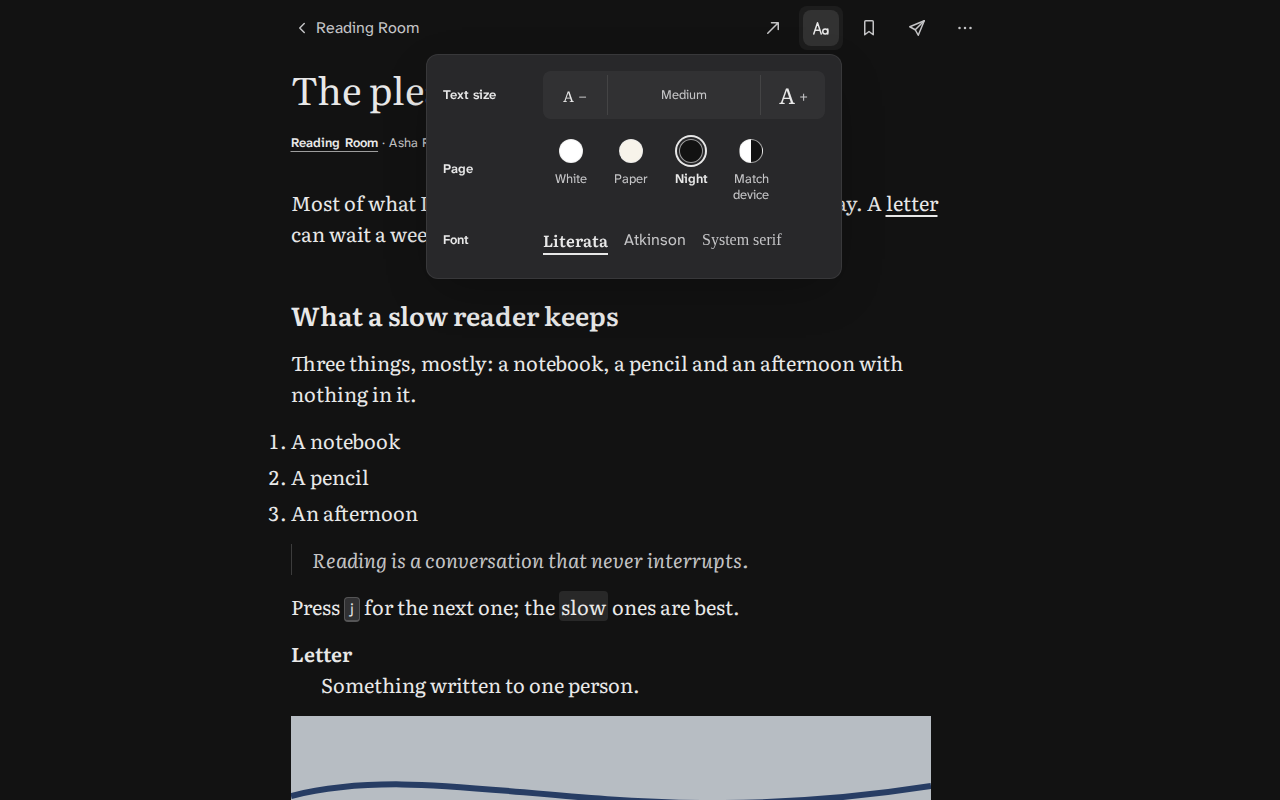 Reading Room
Aa
The ple
Text size
A –
Medium
A +
Reading Room · Asha
Page
White
Paper
Night
Match
device
Most of what I
ay. A letter
can wait a wee
Font
Literata
Atkinson
System serif
What a slow reader keeps
Three things, mostly: a notebook, a pencil and an afternoon with
nothing in it.
1. A notebook
2. A pencil
3. An afternoon
Reading is a conversation that never interrupts.
Press j for the next one; the slow ones are best.
Letter
Something written to one person.